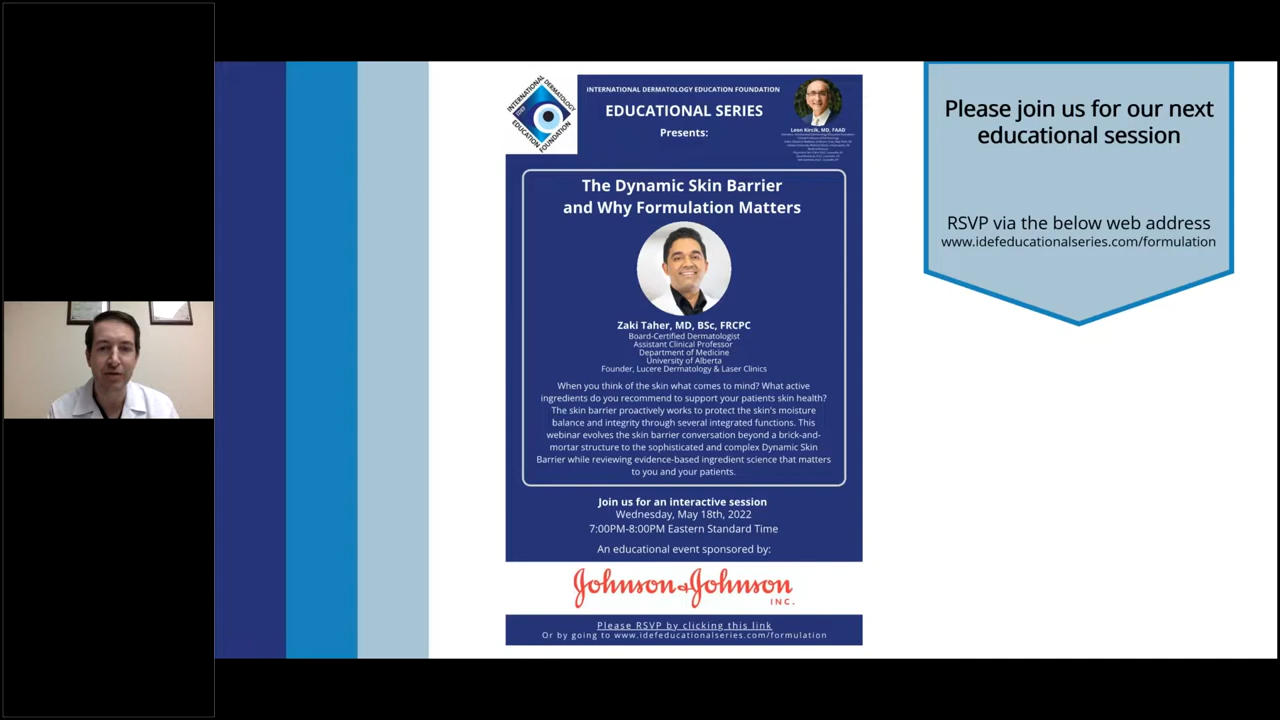 INTERNATIONAL DERMATOLOGY
IDEF
EDUCATION FOUNDATION
INTERNATIONAL DERMATOLOGY EDUCATION FOUNDATION
EDUCATIONAL SERIES
Presents:
Leon Kircik, MD, FAAD
The Dynamic Skin Barrier
and Why Formulation Matters
Zaki Taher, MD, BSc, FRCPC
Board-Certified Dermatologist
Assistant Clinical Professor
Department of Medicine
University of Alberta
Founder, Lucere Dermatology & Laser Clinics
When you think of the skin what comes to mind? What active
ingredients do you recommend to support your patients skin health?
The skin barrier proactively works to protect the skin's moisture
balance and integrity through several integrated functions. This
webinar evolves the skin barrier conversation beyond a brick-and-
mortar structure to the sophisticated and complex Dynamic Skin
Barrier while reviewing evidence-based ingredient science that matters
to you and your patients.
Join us for an interactive session
Wednesday, May 18th, 2022
7:00PM-8:00PM Eastern Standard Time
An educational event sponsored by:
Johnson & Johnson
INC.
Please RSVP by clicking this link
Or by going to www.idefeducationalseries.com/formulation
Please join us for our next
educational session
RSVP via the below web address
www.idefeducationalseries.com/formulation